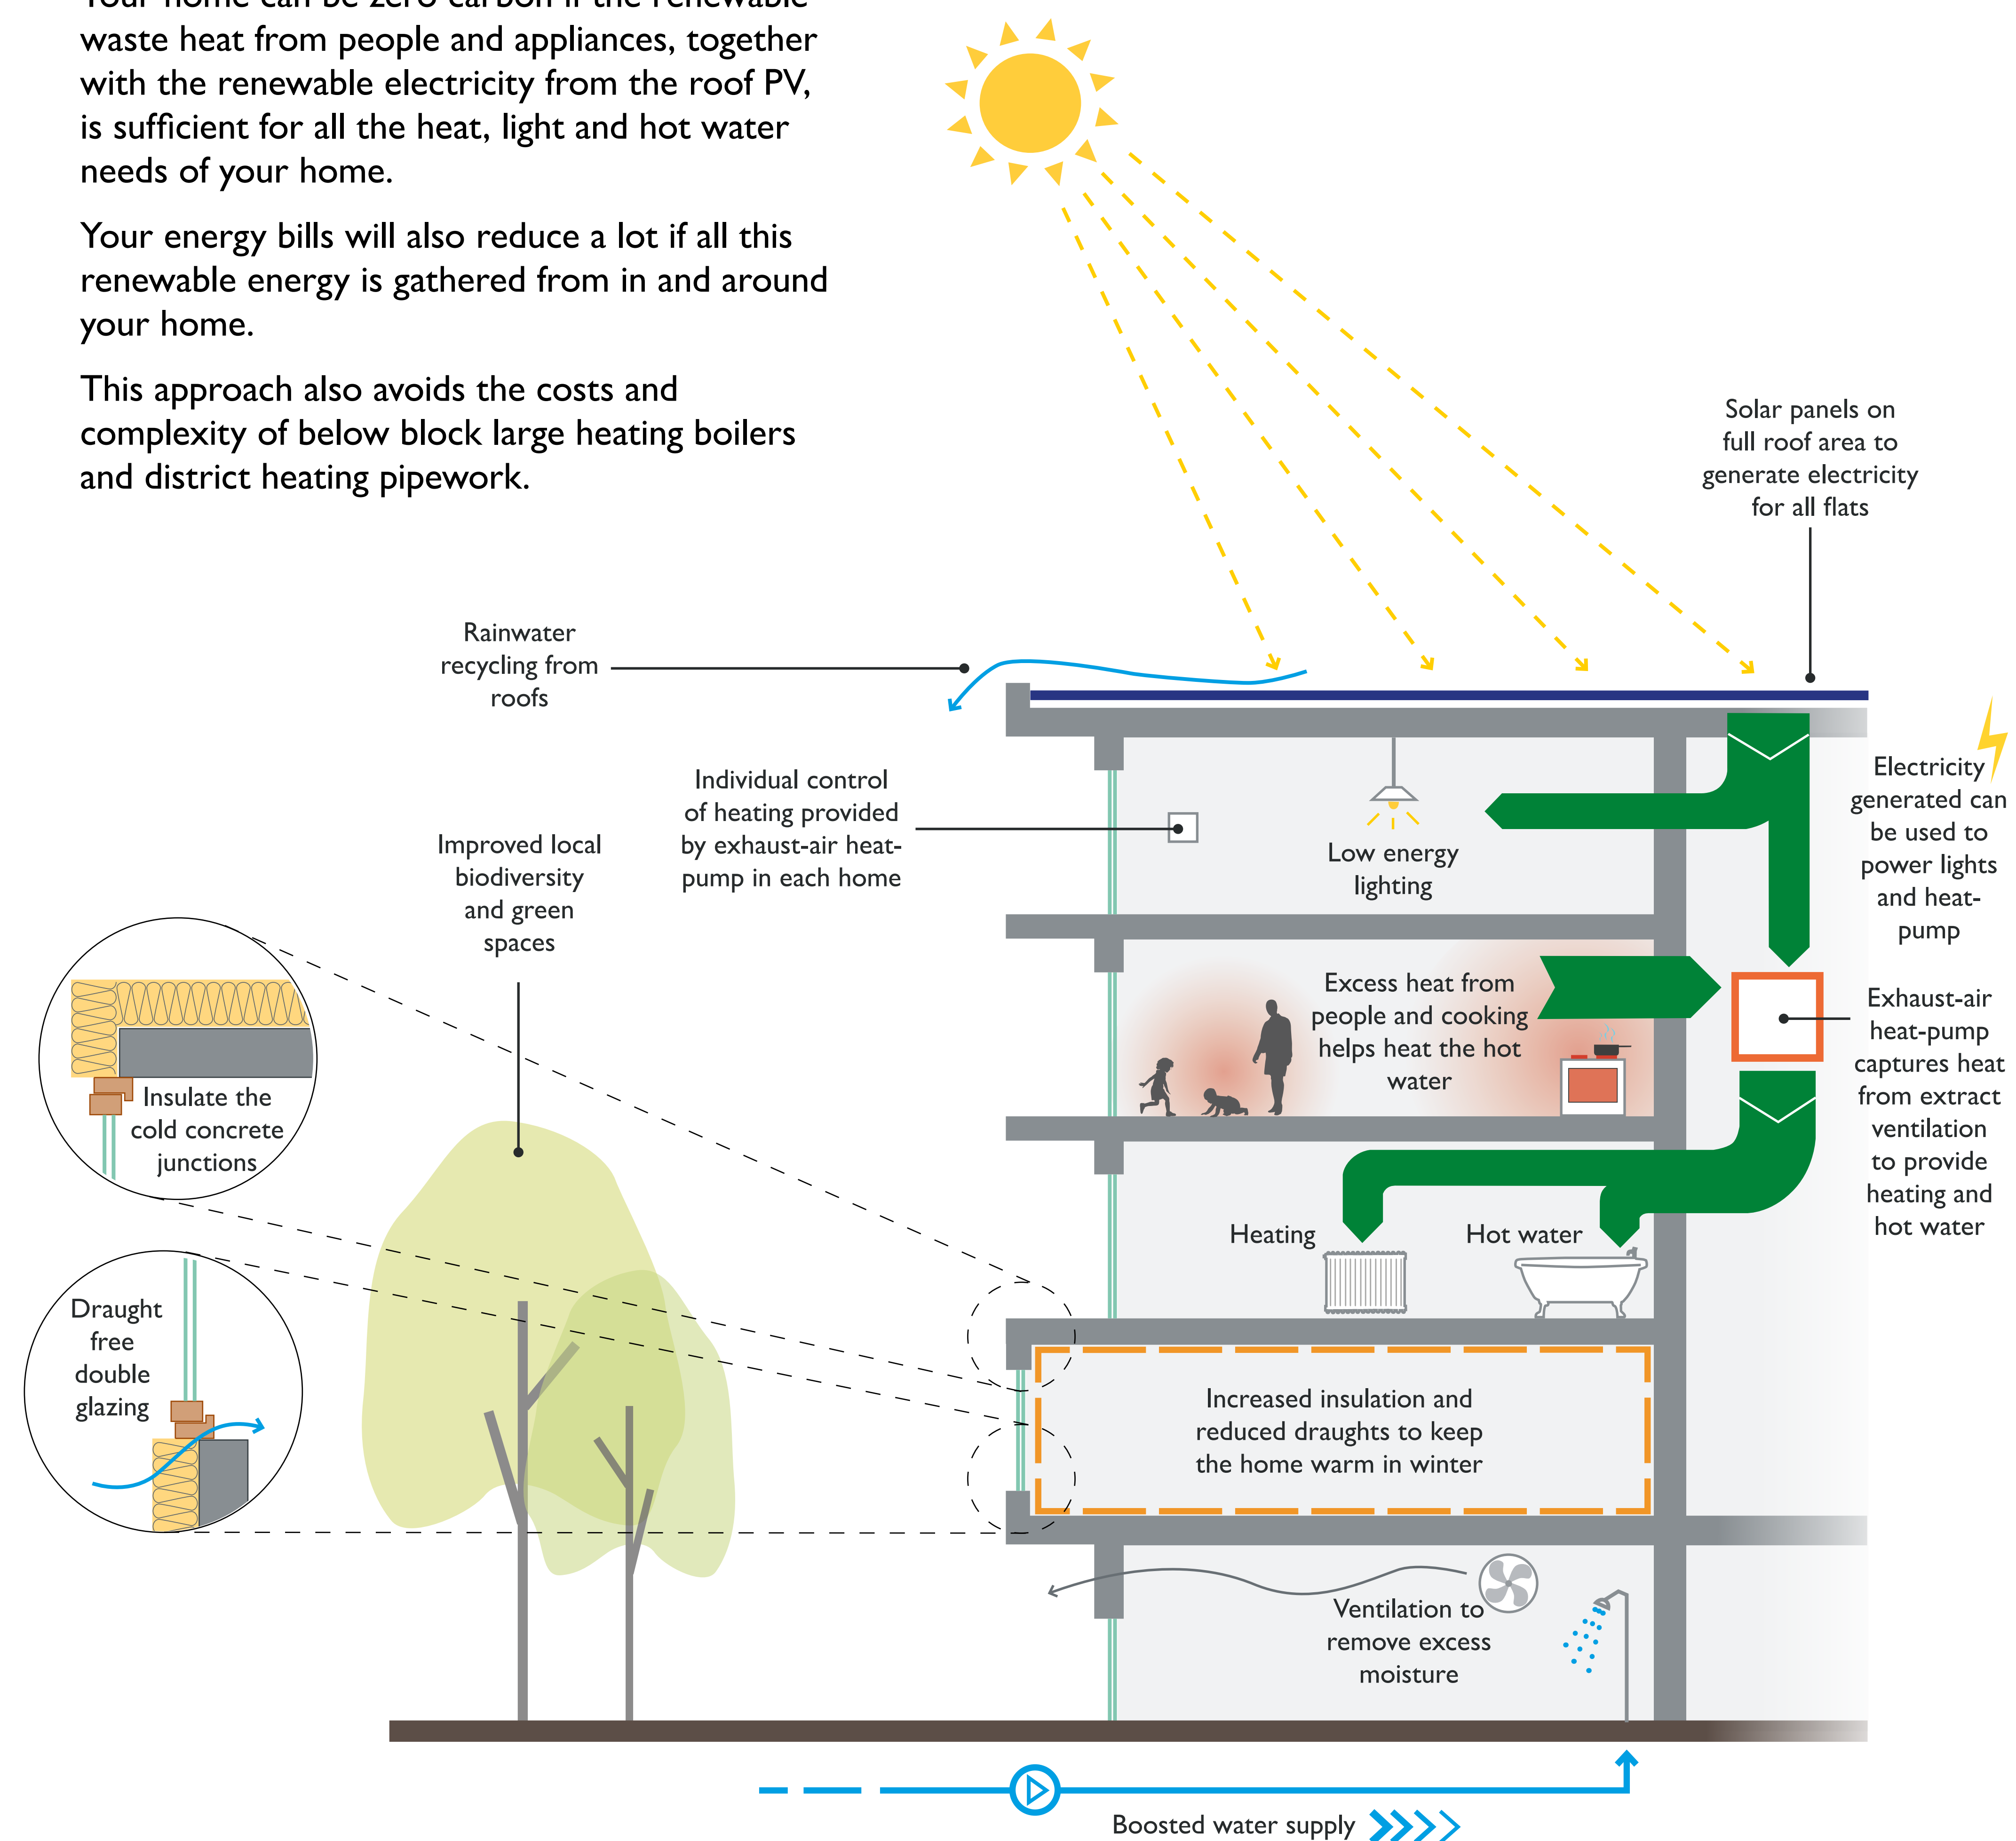 Your home can be zero carbon if the renewable
waste heat from people and appliances, together
with the renewable electricity from the roof PV,
is sufficient for all the heat, light and hot water
needs of your home.
Your energy bills will also reduce a lot if all this
renewable energy is gathered from in and around
your home.
This approach also avoids the costs and
complexity of below block large heating boilers
and district heating pipework.
Solar panels on
full roof area to
generate electricity
for all flats
Rainwater
recycling from
roofs
Individual control
of heating provided
by exhaust-air heat-
pump in each home
Low energy
lighting
Electricity
generated can
be used to
power lights
and heat-
pump
Improved local
biodiversity
and green
spaces
Excess heat from
people and cooking
helps heat the hot
water
Exhaust-air
heat-pump
captures heat
from extract
ventilation
to provide
heating and
hot water
Insulate the
cold concrete
junctions
Heating
Hot water
Draught
free
double
glazing
Increased insulation and
reduced draughts to keep
the home warm in winter
Ventilation to
remove excess
moisture
Boosted water supply